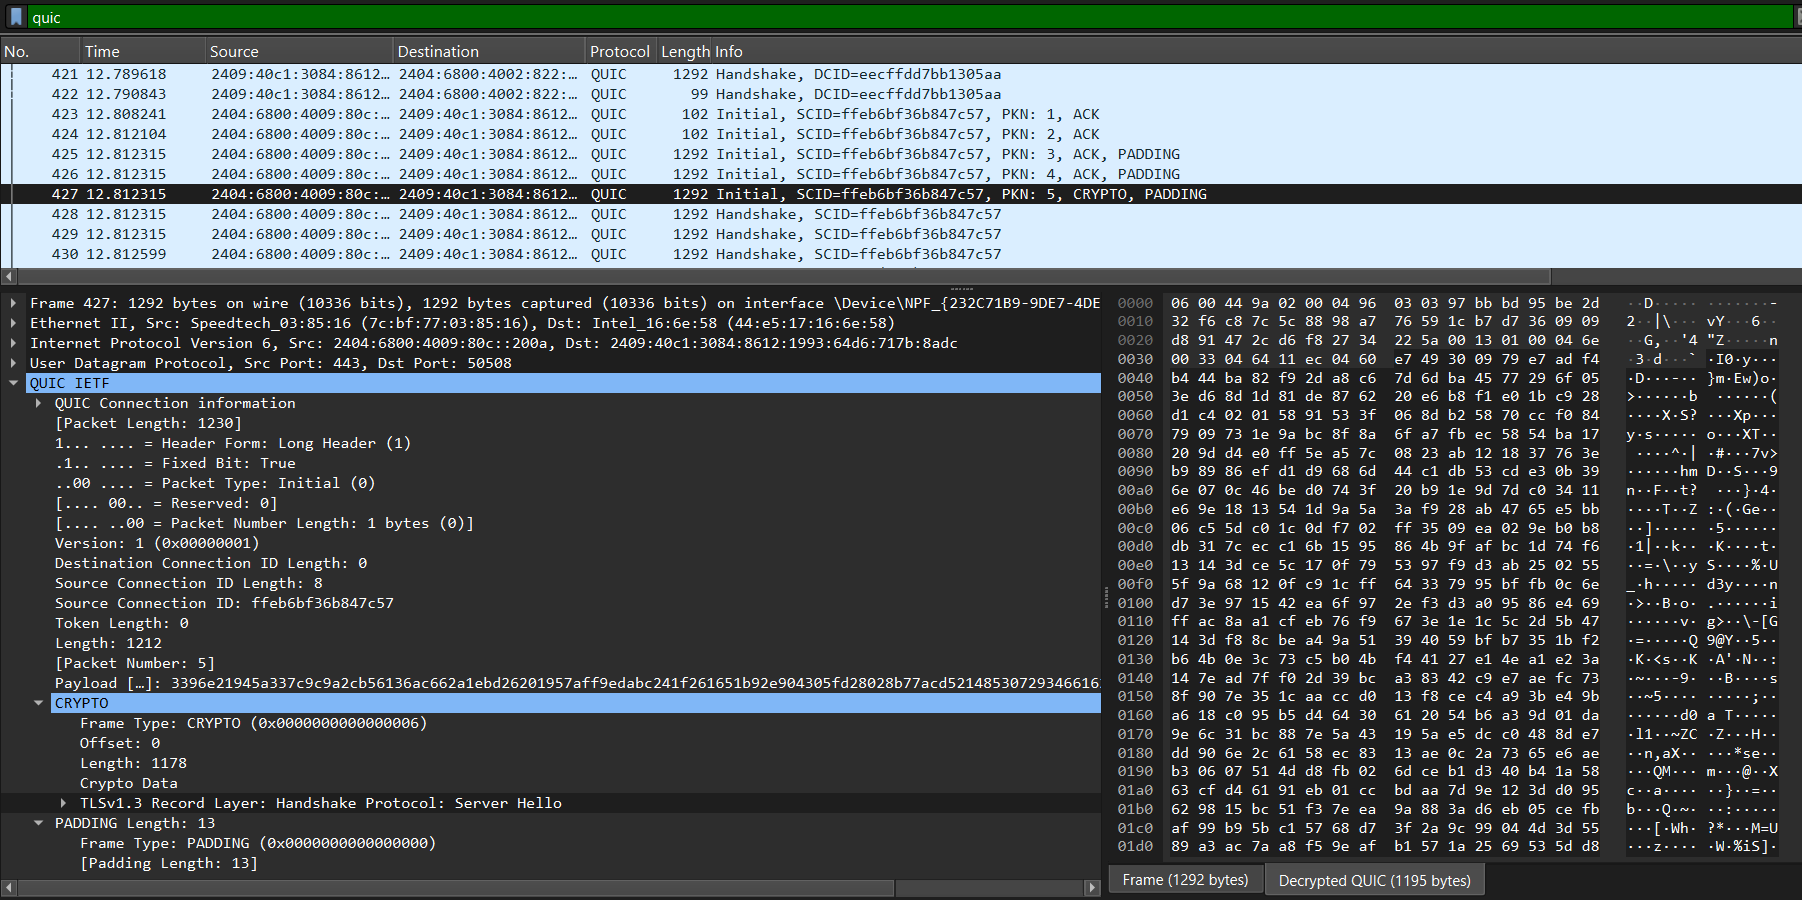 quic
No. Time Source Destination Protocol Length Info
421 12.789618 2409:40c1:3084:8612… 2404:6800:4002:822:… QUIC 1292 Handshake, DCID=eecffdd7bb1305aa
422 12.790843 2409:40c1:3084:8612… 2404:6800:4002:822:… QUIC 99 Handshake, DCID=eecffdd7bb1305aa
423 12.808241 2404:6800:4009:80c:… 2409:40c1:3084:8612… QUIC 102 Initial, SCID=ffeb6bf36b847c57, PKN: 1, ACK
424 12.812104 2404:6800:4009:80c:… 2409:40c1:3084:8612… QUIC 102 Initial, SCID=ffeb6bf36b847c57, PKN: 2, ACK
425 12.812315 2404:6800:4009:80c:… 2409:40c1:3084:8612… QUIC 1292 Initial, SCID=ffeb6bf36b847c57, PKN: 3, ACK, PADDING
426 12.812315 2404:6800:4009:80c:… 2409:40c1:3084:8612… QUIC 1292 Initial, SCID=ffeb6bf36b847c57, PKN: 4, ACK, PADDING
427 12.812315 2404:6800:4009:80c:… 2409:40c1:3084:8612… QUIC 1292 Initial, SCID=ffeb6bf36b847c57, PKN: 5, CRYPTO, PADDING
428 12.812315 2404:6800:4009:80c:… 2409:40c1:3084:8612… QUIC 1292 Handshake, SCID=ffeb6bf36b847c57
429 12.812315 2404:6800:4009:80c:… 2409:40c1:3084:8612… QUIC 1292 Handshake, SCID=ffeb6bf36b847c57
430 12.812599 2404:6800:4009:80c:… 2409:40c1:3084:8612… QUIC 1292 Handshake, SCID=ffeb6bf36b847c57
Frame 427: 1292 bytes on wire (10336 bits), 1292 bytes captured (10336 bits) on interface \Device\NPF_{232C71B9-9DE7-4DE
Ethernet II, Src: Speedtech_03:85:16 (7c:bf:77:03:85:16), Dst: Intel_16:6e:58 (44:e5:17:16:6e:58)
Internet Protocol Version 6, Src: 2404:6800:4009:80c::200a, Dst: 2409:40c1:3084:8612:1993:64d6:717b:8adc
User Datagram Protocol, Src Port: 443, Dst Port: 50508
QUIC IETF
QUIC Connection information
[Packet Length: 1230]
1... .... = Header Form: Long Header (1)
.1.. .... = Fixed Bit: True
..00 .... = Packet Type: Initial (0)
[.... 00.. = Reserved: 0]
[.... ..00 = Packet Number Length: 1 bytes (0)]
Version: 1 (0x00000001)
Destination Connection ID Length: 0
Source Connection ID Length: 8
Source Connection ID: ffeb6bf36b847c57
Token Length: 0
Length: 1212
[Packet Number: 5]
Payload […]: 3396e21945a337c9c9a2cb56136ac662a1ebd26201957aff9edabc241f261651b92e904305fd28028b77acd52148530729346616
CRYPTO
Frame Type: CRYPTO (0x0000000000000006)
Offset: 0
Length: 1178
Crypto Data
TLSv1.3 Record Layer: Handshake Protocol: Server Hello
PADDING Length: 13
Frame Type: PADDING (0x0000000000000000)
[Padding Length: 13]
0000 06 00 44 9a 02 00 04 96 03 03 97 bb bd 95 be 2d
0010 32 f6 c8 7c 5c 88 98 a7 76 59 1c b7 d7 36 09 09
0020 d8 91 47 2c d6 f8 27 34 22 5a 00 13 01 00 04 6e
0030 00 33 04 64 11 ec 04 60 e7 49 30 09 79 e7 ad f4
0040 b4 44 ba 82 f9 2d a8 c6 7d 6d ba 45 77 29 6f 05
0050 3e d6 8d 1d 81 de 87 62 20 e6 b8 f1 e0 1b c9 28
0060 d1 c4 02 01 58 91 53 3f 06 8d b2 58 70 cc f0 84
0070 79 09 73 1e 9a bc 8f 8a 6f a7 fb ec 58 54 ba 17
0080 20 9d d4 e0 ff 5e a5 7c 08 23 ab 12 18 37 76 3e
0090 b9 89 86 ef d1 d9 68 6d 44 c1 db 53 cd e3 0b 39
00a0 6e 07 0c 46 be d0 74 3f 20 b9 1e 9d 7d c0 34 11
00b0 e6 9e 18 13 54 1d 9a 5a 3a f9 28 ab 47 65 e5 bb
00c0 06 c5 5d c0 1c 0d f7 02 ff 35 09 ea 02 9e b0 b8
00d0 db 31 7c ec c1 6b 15 95 86 4b 9f af bc 1d 74 f6
00e0 13 14 3d ce 5c 17 0f 79 53 97 f9 d3 ab 25 02 55
00f0 5f 9a 68 12 0f c9 1c ff 64 33 79 95 bf fb 0c 6e
0100 d7 3e 97 15 42 ea 6f 97 2e f3 d3 a0 95 86 e4 69
0110 ff ac 8a a1 cf eb 76 f9 67 3e 1e 1c 5c 2d 5b 47
0120 14 3d f8 8c be a4 9a 51 39 40 59 bf b7 35 1b f2
0130 b6 4b 0e 3c 73 c5 b0 4b f4 41 27 e1 4e a1 e2 3a
0140 14 7e ad 7f f0 2d 39 bc a3 83 42 c9 e7 ae fc 73
0150 8f 90 7e 35 1c aa cc d0 13 f8 ce c4 a9 3b e4 9b
0160 a6 18 c0 95 b5 d4 64 30 61 20 54 b6 a3 9d 01 da
0170 9e 6c 31 bc 88 7e 5a 43 19 5a e5 dc c0 48 8d e7
0180 dd 90 6e 2c 61 58 ec 83 13 ae 0c 2a 73 65 e6 ae
0190 b3 06 07 51 4d d8 fb 02 6d ce b1 d3 40 b4 1a 58
01a0 63 cf d4 61 91 eb 01 cc bd aa 7d 9e 12 3d d0 95
01b0 62 98 15 bc 51 f3 7e ea 9a 88 3a d6 eb 05 ce fb
01c0 af 99 b9 5b c1 57 68 d7 3f 2a 9c 99 04 4d 3d 55
01d0 89 a3 ac 7a a8 f5 9e af b1 57 1a 25 69 53 5d d8
Frame (1292 bytes) Decrypted QUIC (1195 bytes)